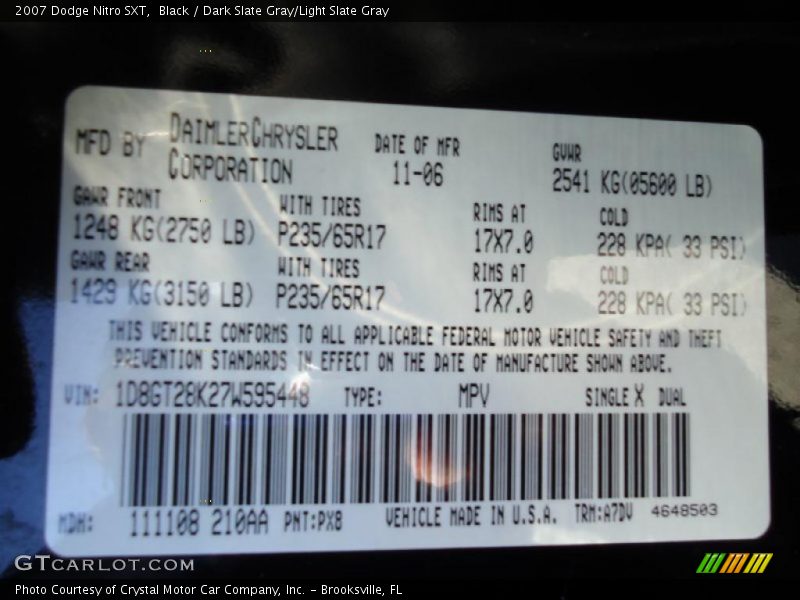 2007 Dodge Nitro SXT,  Black / Dark Slate Gray/Light Slate Gray
MFD BY DAIMLERCHRYSLER CORPORATION DATE OF MFR 11-06 GVWR 2541 KG(05600 LB)
GAWR FRONT WITH TIRES RIMS AT COLD
1248 KG(2750 LB) P235/65R17 17X7.0 228 KPA( 33 PSI)
GAWR REAR WITH TIRES RIMS AT COLD
1429 KG(3150 LB) P235/65R17 17X7.0 228 KPA( 33 PSI)
THIS VEHICLE CONFORMS TO ALL APPLICABLE FEDERAL MOTOR VEHICLE SAFETY AND THEFT
PREVENTION STANDARDS IN EFFECT ON THE DATE OF MANUFACTURE SHOWN ABOVE.
VIN: 1D8GT28K27W595448 TYPE: MPV SINGLE X DUAL
MDH: 111108 210AA PNT:PX8 VEHICLE MADE IN U.S.A. TRM:A7DV 4648503
GTCARLOT.COM
Photo Courtesy of Crystal Motor Car Company, Inc. - Brooksville, FL